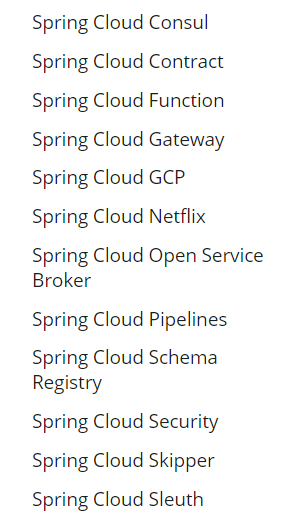 Spring Cloud Consul
Spring Cloud Contract
Spring Cloud Function
Spring Cloud Gateway
Spring Cloud GCP
Spring Cloud Netflix
Spring Cloud Open Service
Broker
Spring Cloud Pipelines
Spring Cloud Schema
Registry
Spring Cloud Security
Spring Cloud Skipper
Spring Cloud Sleuth